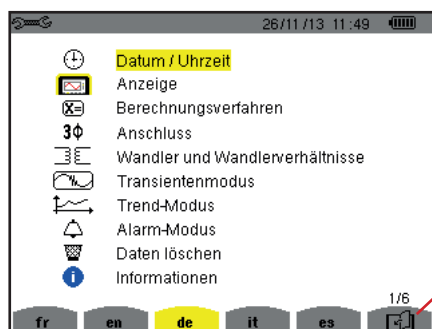 26/11/13 11:49
Datum / Uhrzeit
Anzeige
X= Berechnungsverfahren
3Φ Anschluss
Wandler und Wandlerverhältnisse
Transientenmodus
Trend-Modus
Alarm-Modus
Daten löschen
i Informationen
1/6
fr en de it es